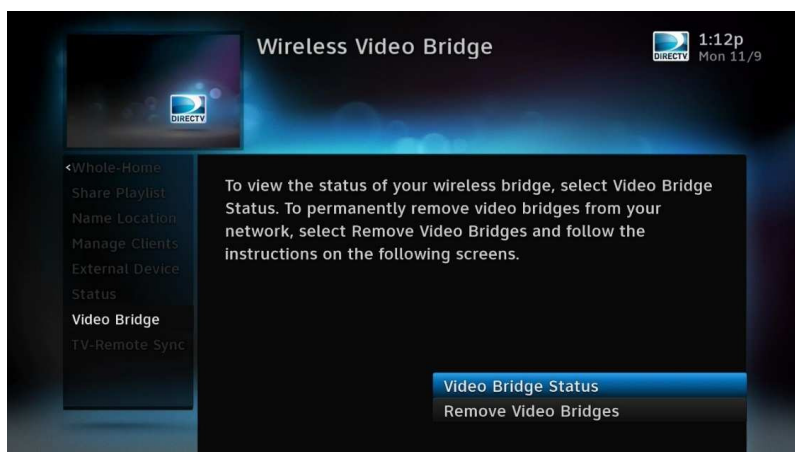 Wireless Video Bridge
DIRECTV
1:12p
Mon 11/9
DIRECTV
<Whole-Home
Share Playlist
Name Location
Manage Clients
External Device
Status
Video Bridge
TV-Remote Sync
To view the status of your wireless bridge, select Video Bridge
Status. To permanently remove video bridges from your
network, select Remove Video Bridges and follow the
instructions on the following screens.
Video Bridge Status
Remove Video Bridges